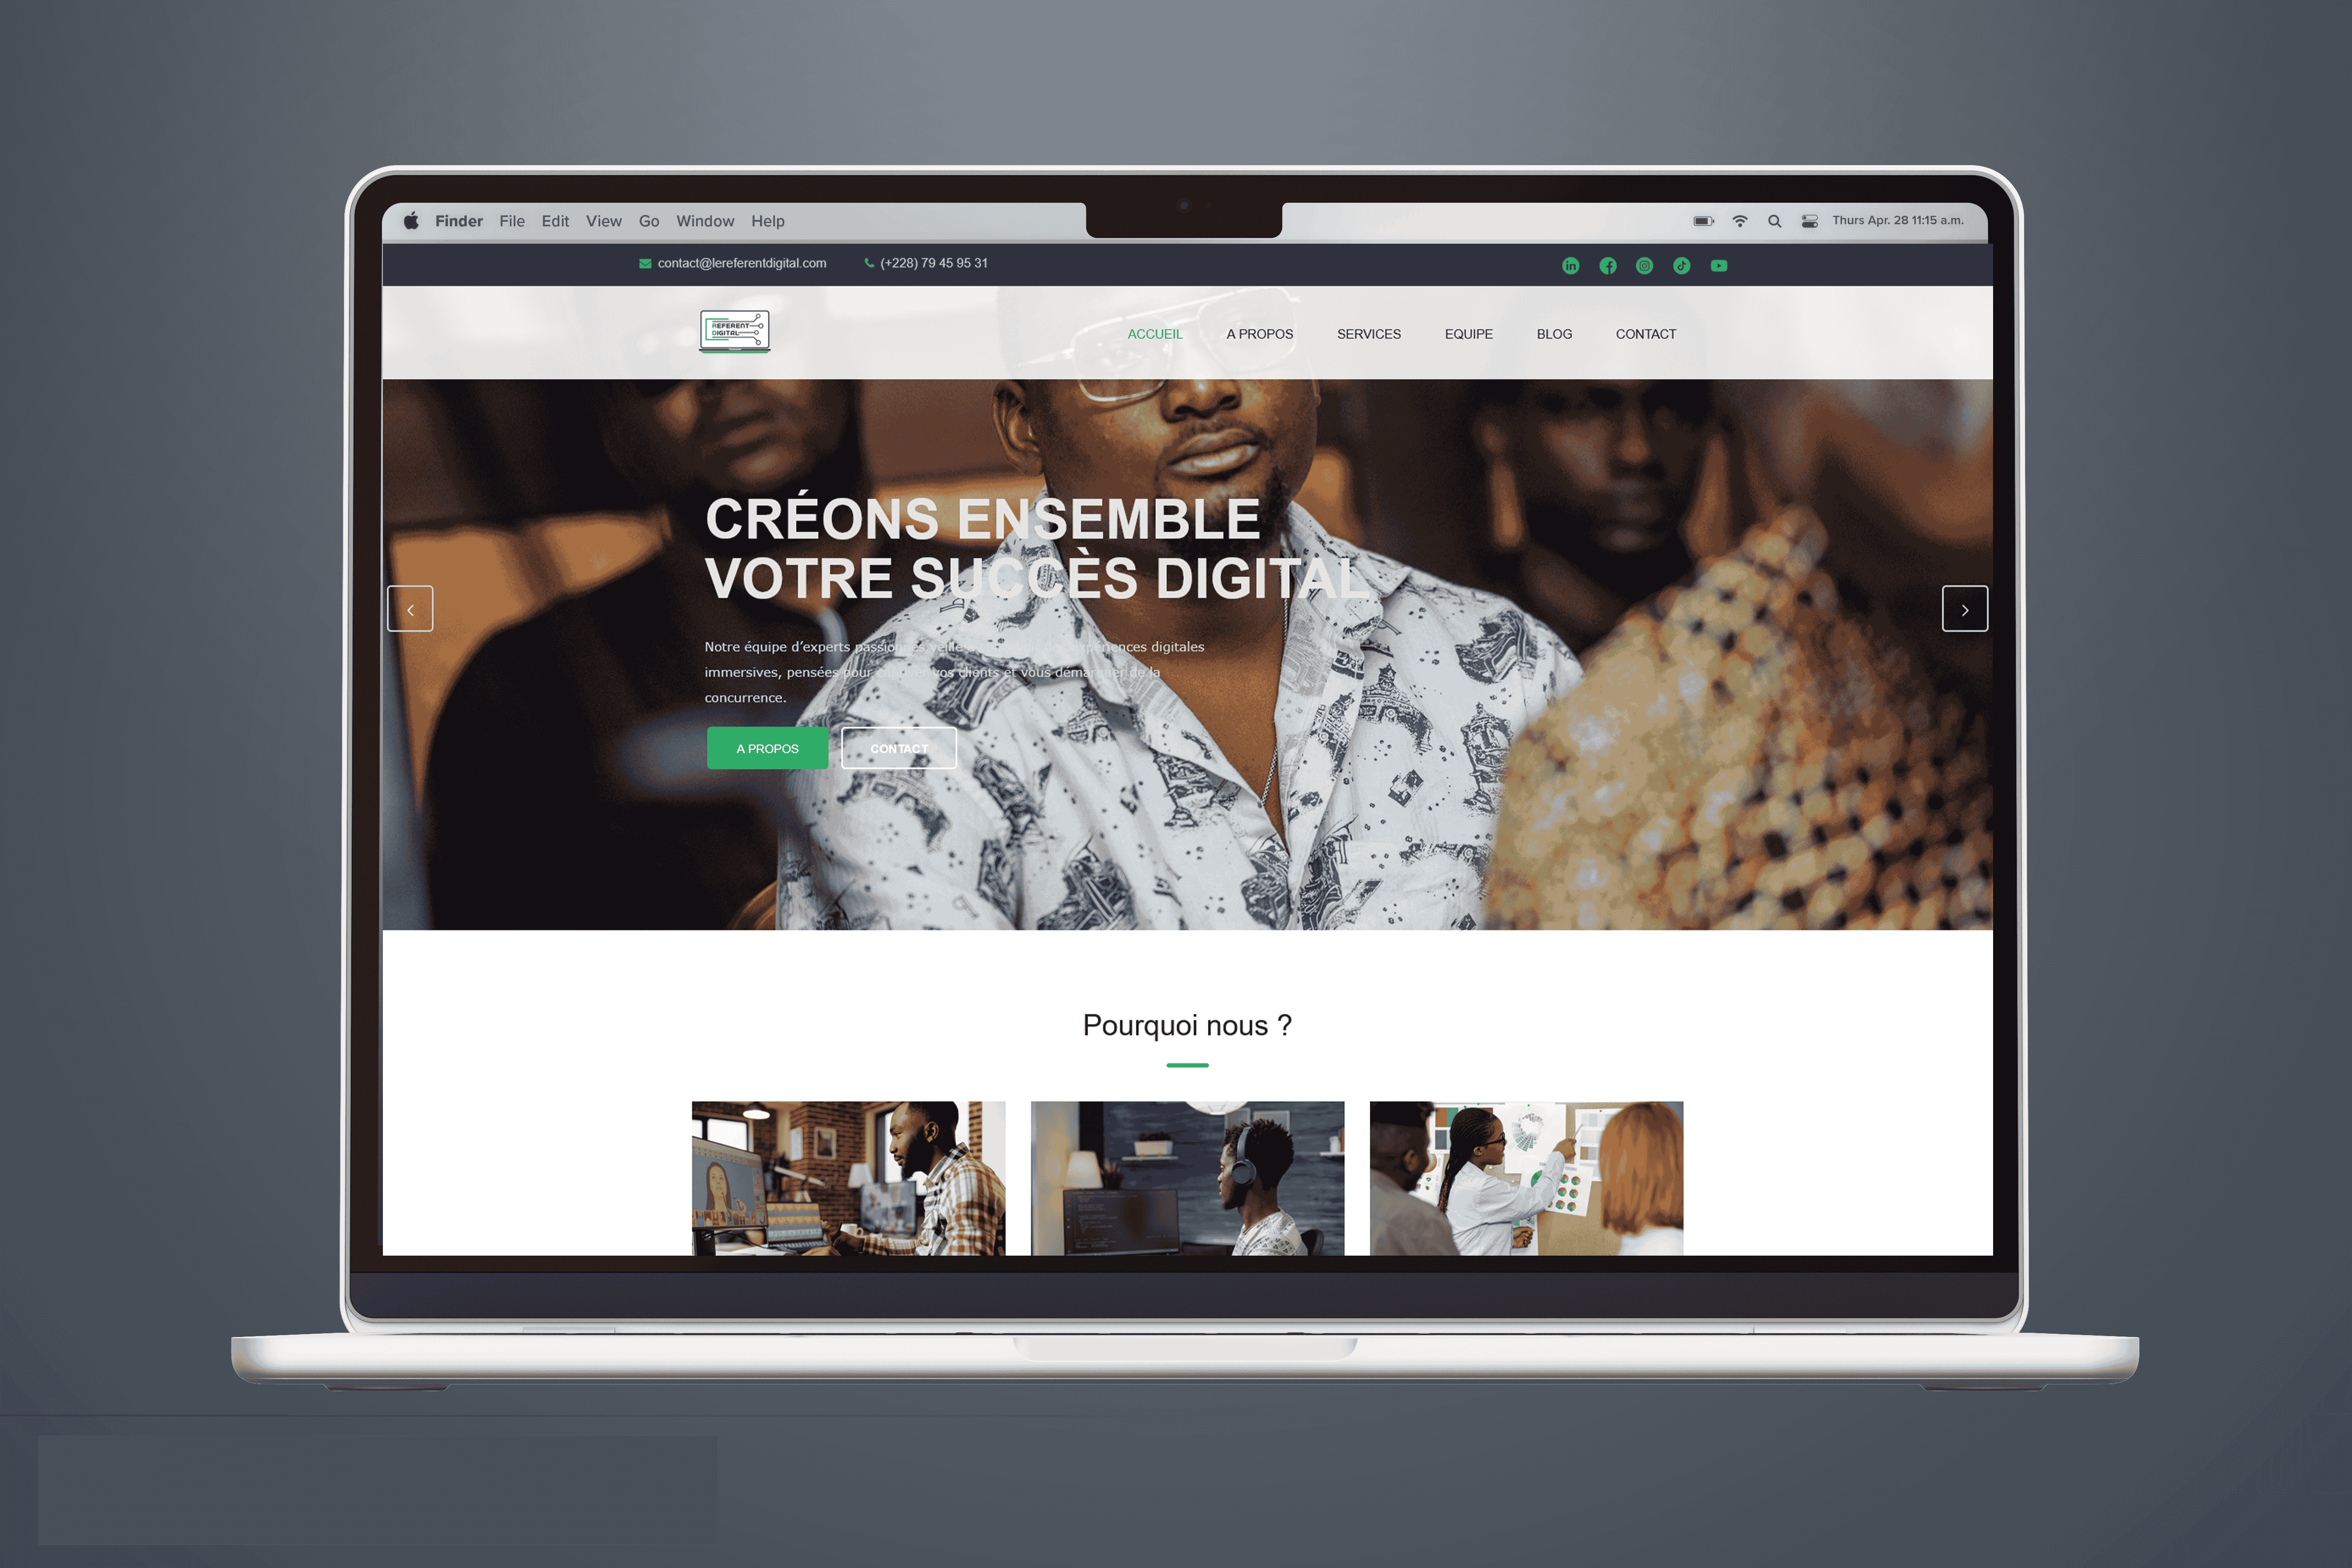 Finder File Edit View Go Window Help
Thurs Apr. 28 11:15 a.m.
contact@lereferentdigital.com (+228) 79 45 95 31
REFERENT
DIGITAL
ACCUEIL A PROPOS SERVICES EQUIPE BLOG CONTACT
CRÉONS ENSEMBLE
VOTRE SUCCÈS DIGITAL
Notre équipe d’experts passionnés veille expériences digitales
immersives, pensées pour captiver vos clients et vous démarquer de la
concurrence.
A PROPOS CONTACT
Pourquoi nous ?